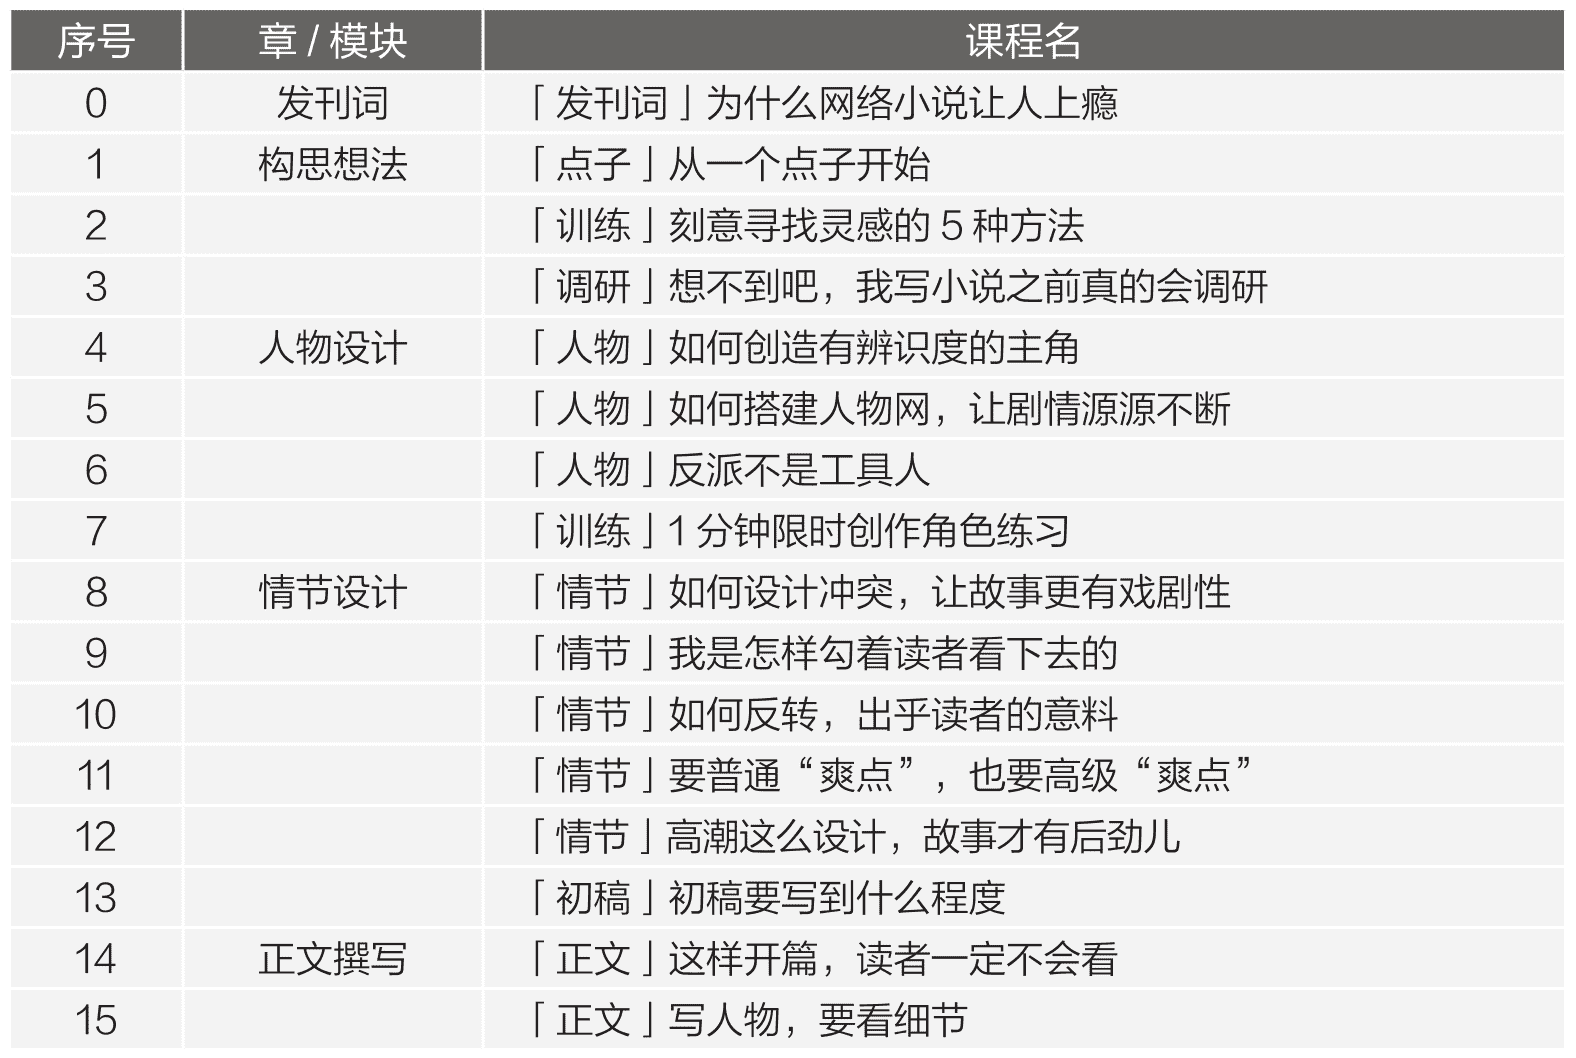 序号 章 / 模块 课程名
0 发刊词 「发刊词」为什么网络小说让人上瘾
1 构思想法 「点子」从一个点子开始
2 「训练」刻意寻找灵感的 5 种方法
3 「调研」想不到吧，我写小说之前真的会调研
4 人物设计 「人物」如何创造有辨识度的主角
5 「人物」如何搭建人物网，让剧情源源不断
6 「人物」反派不是工具人
7 「训练」1 分钟限时创作角色练习
8 情节设计 「情节」如何设计冲突，让故事更有戏剧性
9 「情节」我是怎样勾着读者看下去的
10 「情节」如何反转，出乎读者的意料
11 「情节」要普通“爽点”，也要高级“爽点”
12 「情节」高潮这么设计，故事才有后劲儿
13 「初稿」初稿要写到什么程度
14 正文撰写 「正文」这样开篇，读者一定不会看
15 「正文」写人物，要看细节